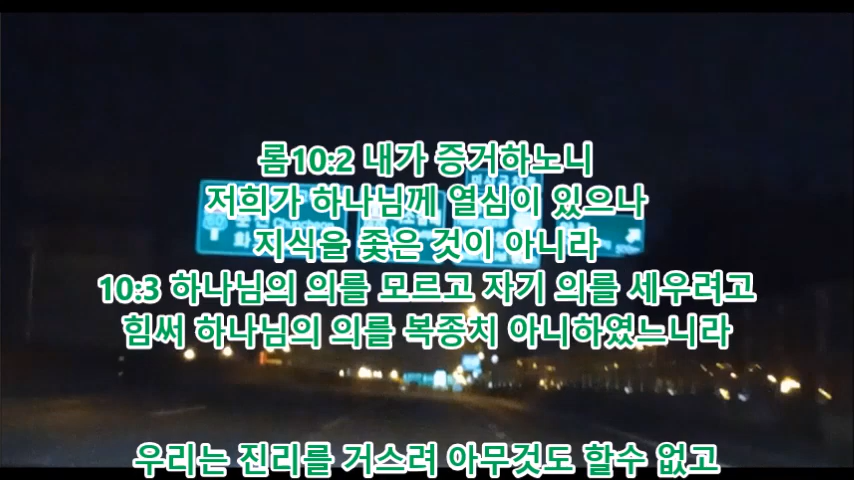 롬10:2 내가 증거하노니
저희가 하나님께 열심이 있으나
지식을 좇은 것이 아니라
10:3 하나님의 의를 모르고 자기 의를 세우려고
힘써 하나님의 의를 복종치 아니하였느니라
우리는 진리를 거스려 아무것도 할수 없고
Chuncheon